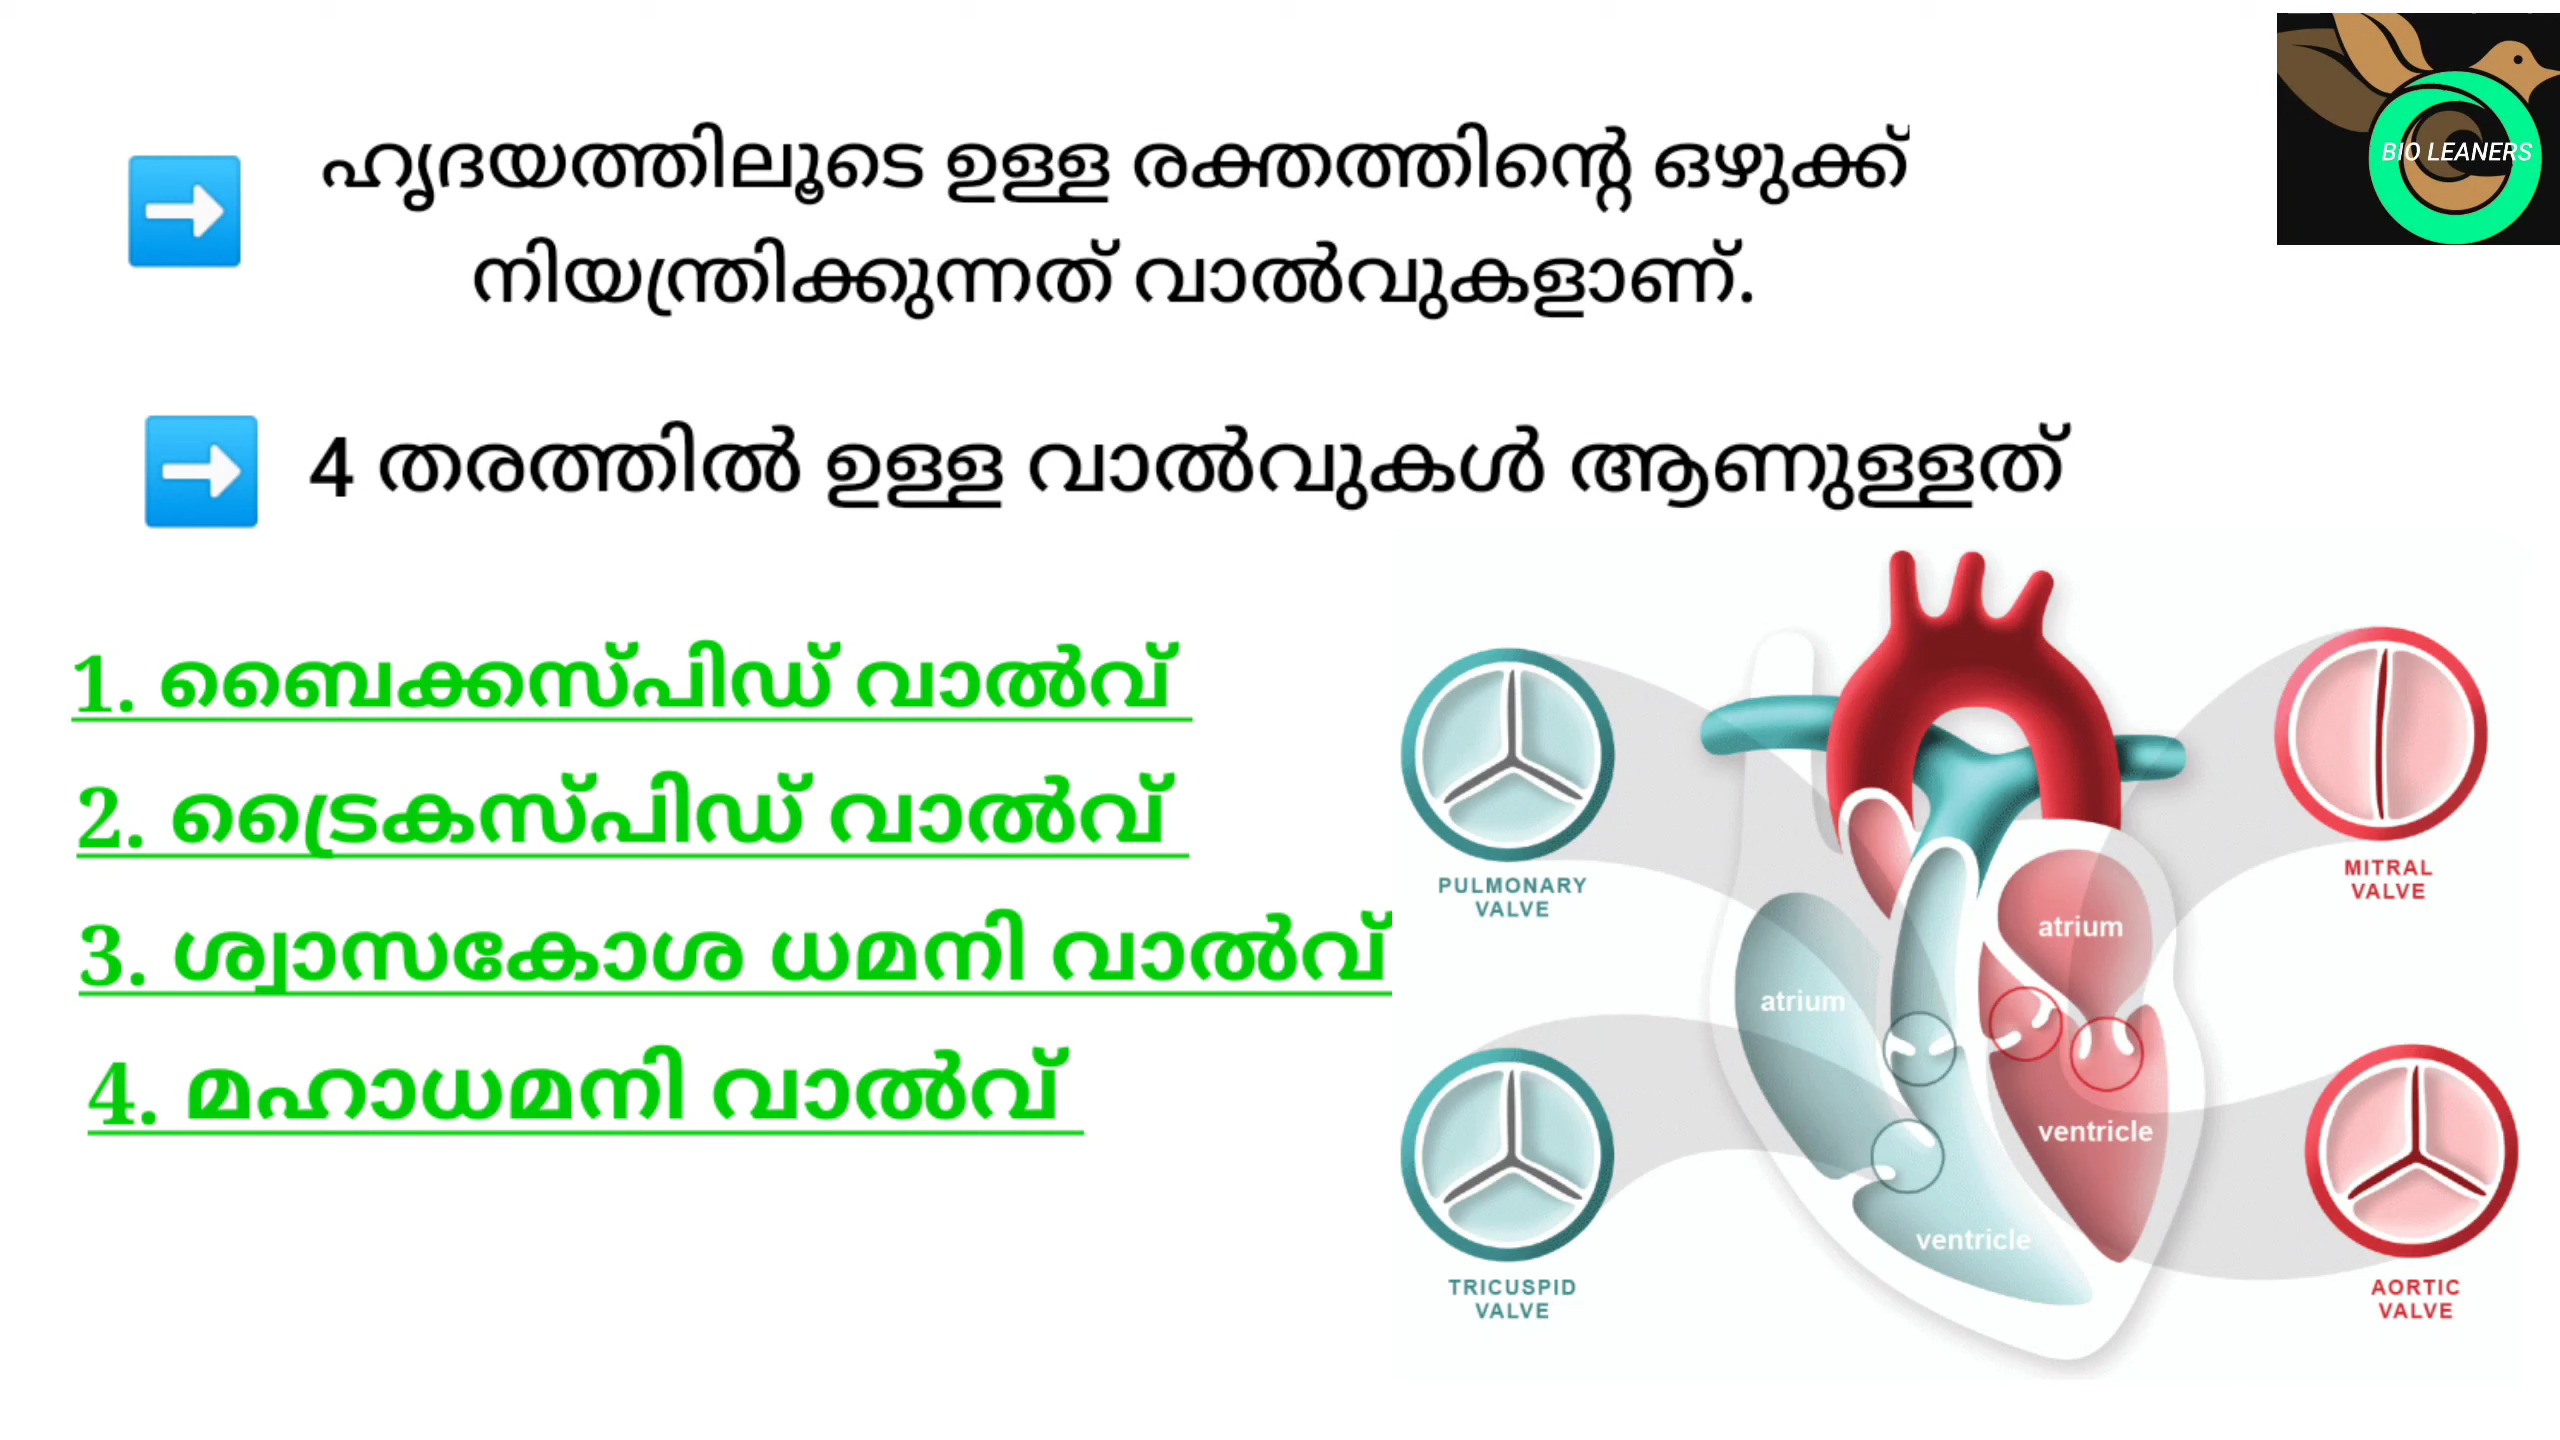 BIO LEANERS
ഹൃദയത്തിലൂടെ ഉള്ള രക്തത്തിന്റെ ഒഴുക്ക്
നിയന്ത്രിക്കുന്നത് വാൽവുകളാണ്.
4 തരത്തിൽ ഉള്ള വാൽവുകൾ ആണുള്ളത്
1. ബൈക്കസ്പിഡ് വാൽവ്
2. ട്രൈകസ്പിഡ് വാൽവ്
3. ശ്വാസകോശ ധമനി വാൽവ്
4. മഹാധമനി വാൽവ്
PULMONARY
VALVE
MITRAL
VALVE
atrium
atrium
ventricle
ventricle
TRICUSPID
VALVE
AORTIC
VALVE